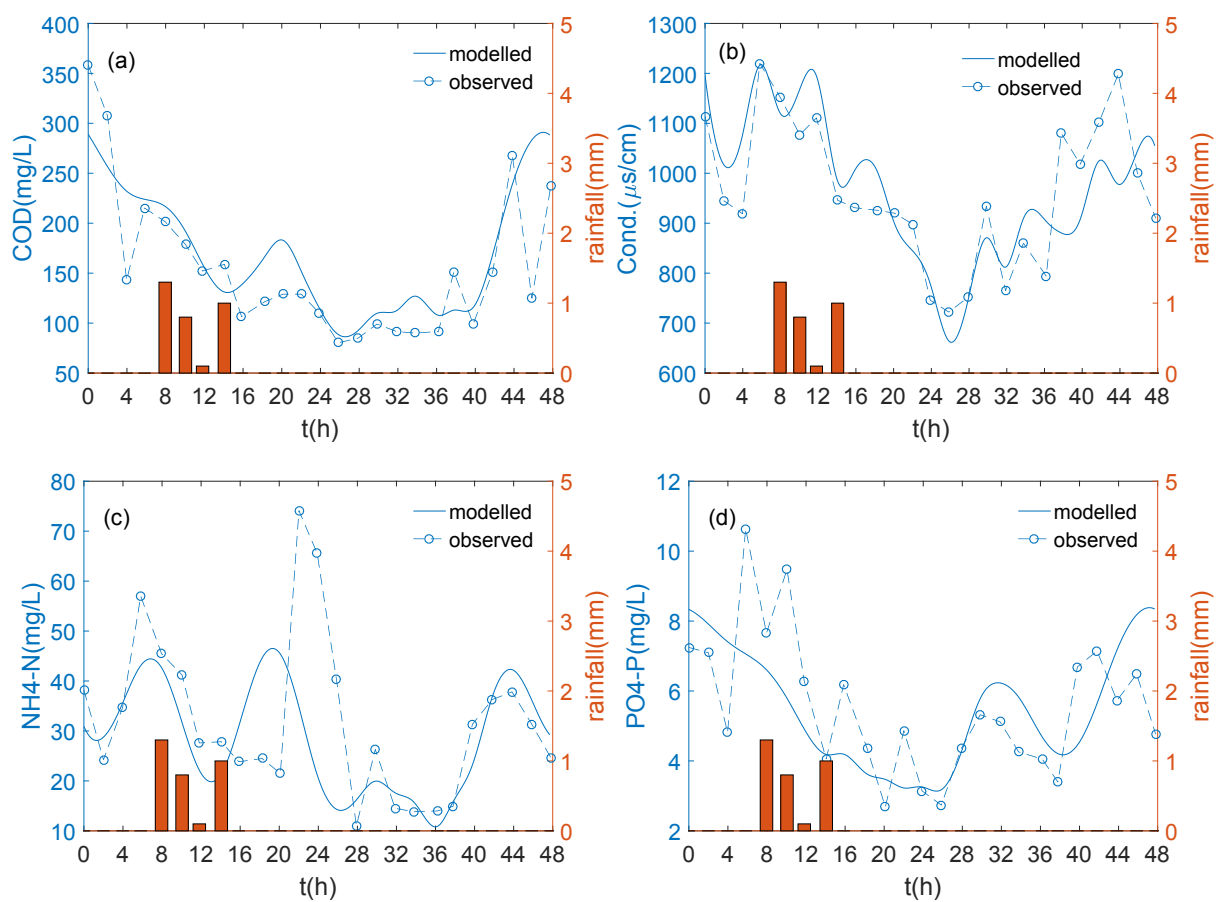 400
350
300
250
200
150
100
50
COD(mg/L)
(a)
modelled
observed
5
4
3
2
1
0
rainfall(mm)
0 4 8 12 16 20 24 28 32 36 40 44 48
t(h)
1300
1200
1100
1000
900
800
700
600
Cond.(μs/cm)
(b)
modelled
observed
5
4
3
2
1
0
rainfall(mm)
0 4 8 12 16 20 24 28 32 36 40 44 48
t(h)
80
70
60
50
40
30
20
10
NH4-N(mg/L)
(c)
modelled
observed
5
4
3
2
1
0
rainfall(mm)
0 4 8 12 16 20 24 28 32 36 40 44 48
t(h)
12
10
8
6
4
2
PO4-P(mg/L)
(d)
modelled
observed
5
4
3
2
1
0
rainfall(mm)
0 4 8 12 16 20 24 28 32 36 40 44 48
t(h)